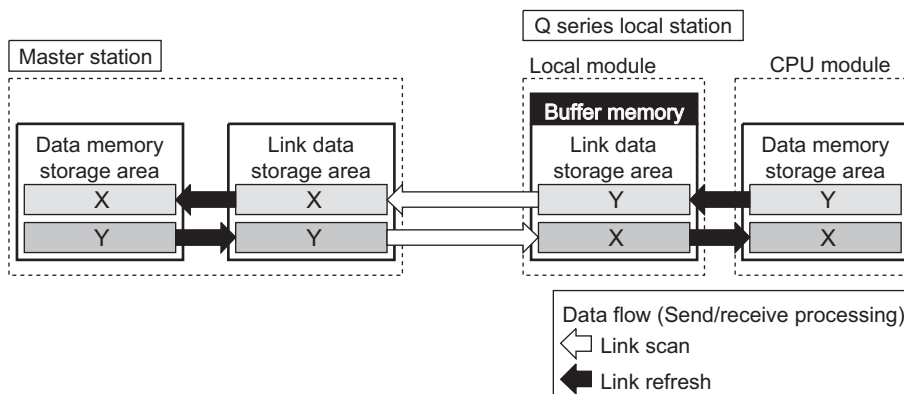 Q series local station
Master station
Local module
CPU module
Buffer memory
Data memory
storage area
Link data
storage area
Link data
storage area
Data memory
storage area
X
X
Y
Y
Y
Y
X
X
Data flow (Send/receive processing)
Link scan
Link refresh